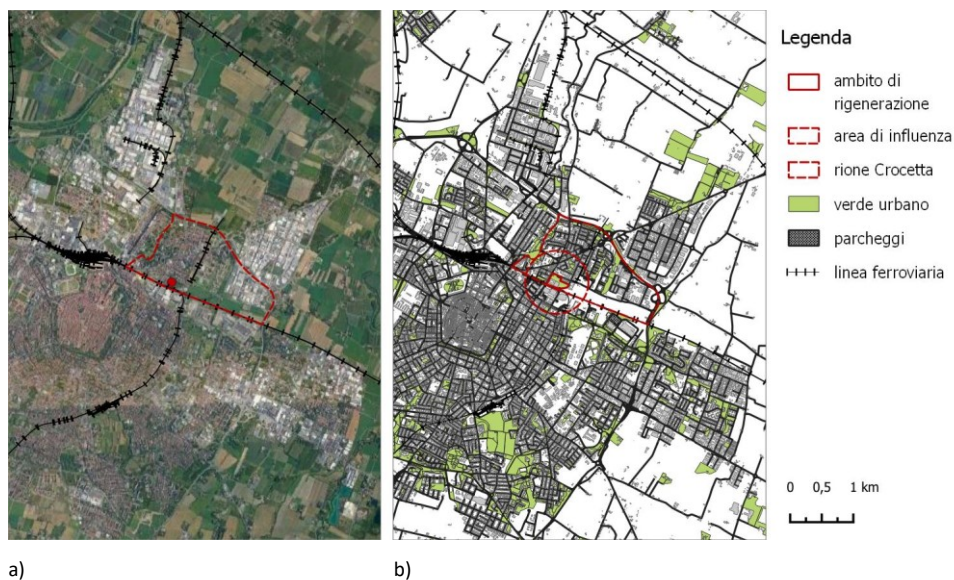 Legenda
ambito di
rigenerazione
area di influenza
rione Crocetta
verde urbano
parcheggi
linea ferroviaria
0 0,5 1 km
a) b)